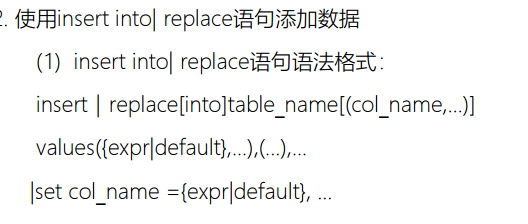 2. 使用insert into| replace语句添加数据
(1) insert into| replace语句语法格式：
insert | replace[into]table_name[(col_name,...)]
values({expr|default},...),(...),...
|set col_name ={expr|default}, ...